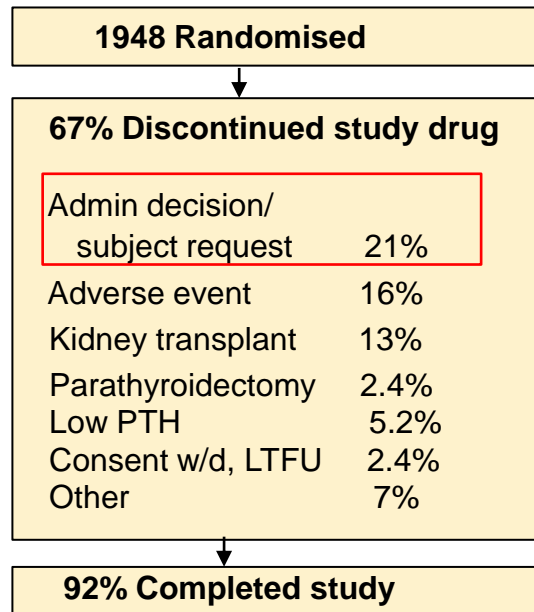 1948 Randomised
67% Discontinued study drug
Admin decision/
subject request 21%
Adverse event 16%
Kidney transplant 13%
Parathyroidectomy 2.4%
Low PTH 5.2%
Consent w/d, LTFU 2.4%
Other 7%
92% Completed study